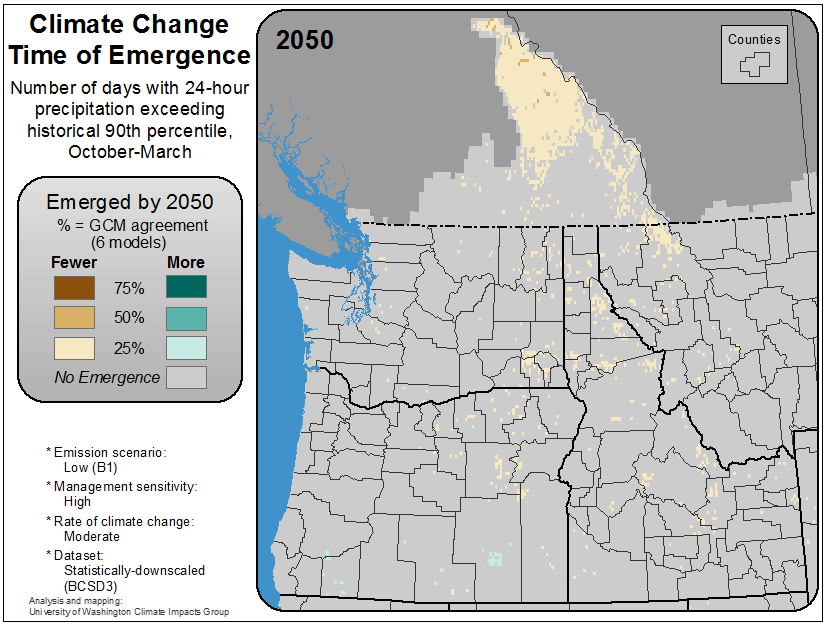 Climate Change
Time of Emergence
Number of days with 24-hour
precipitation exceeding
historical 90th percentile,
October-March
Emerged by 2050
% = GCM agreement
(6 models)
Fewer More
75%
50%
25%
No Emergence
* Emission scenario:
Low (B1)
* Management sensitivity:
High
* Rate of climate change:
Moderate
* Dataset:
Statistically-downscaled
(BCSD3)
Analysis and mapping:
University of Washington Climate Impacts Group
2050
Counties